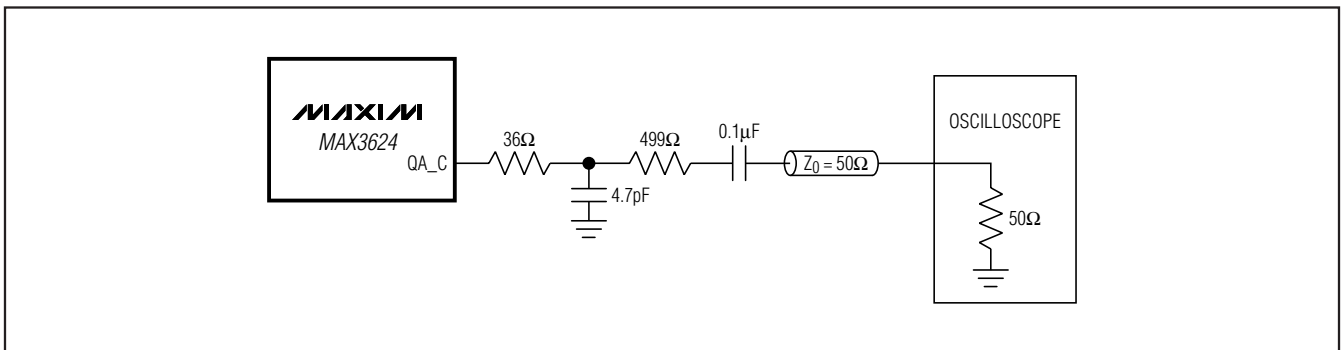 MAXIM
MAX3624
QA_C
36Ω
4.7pF
499Ω
0.1μF
Z0 = 50Ω
OSCILLOSCOPE
50Ω